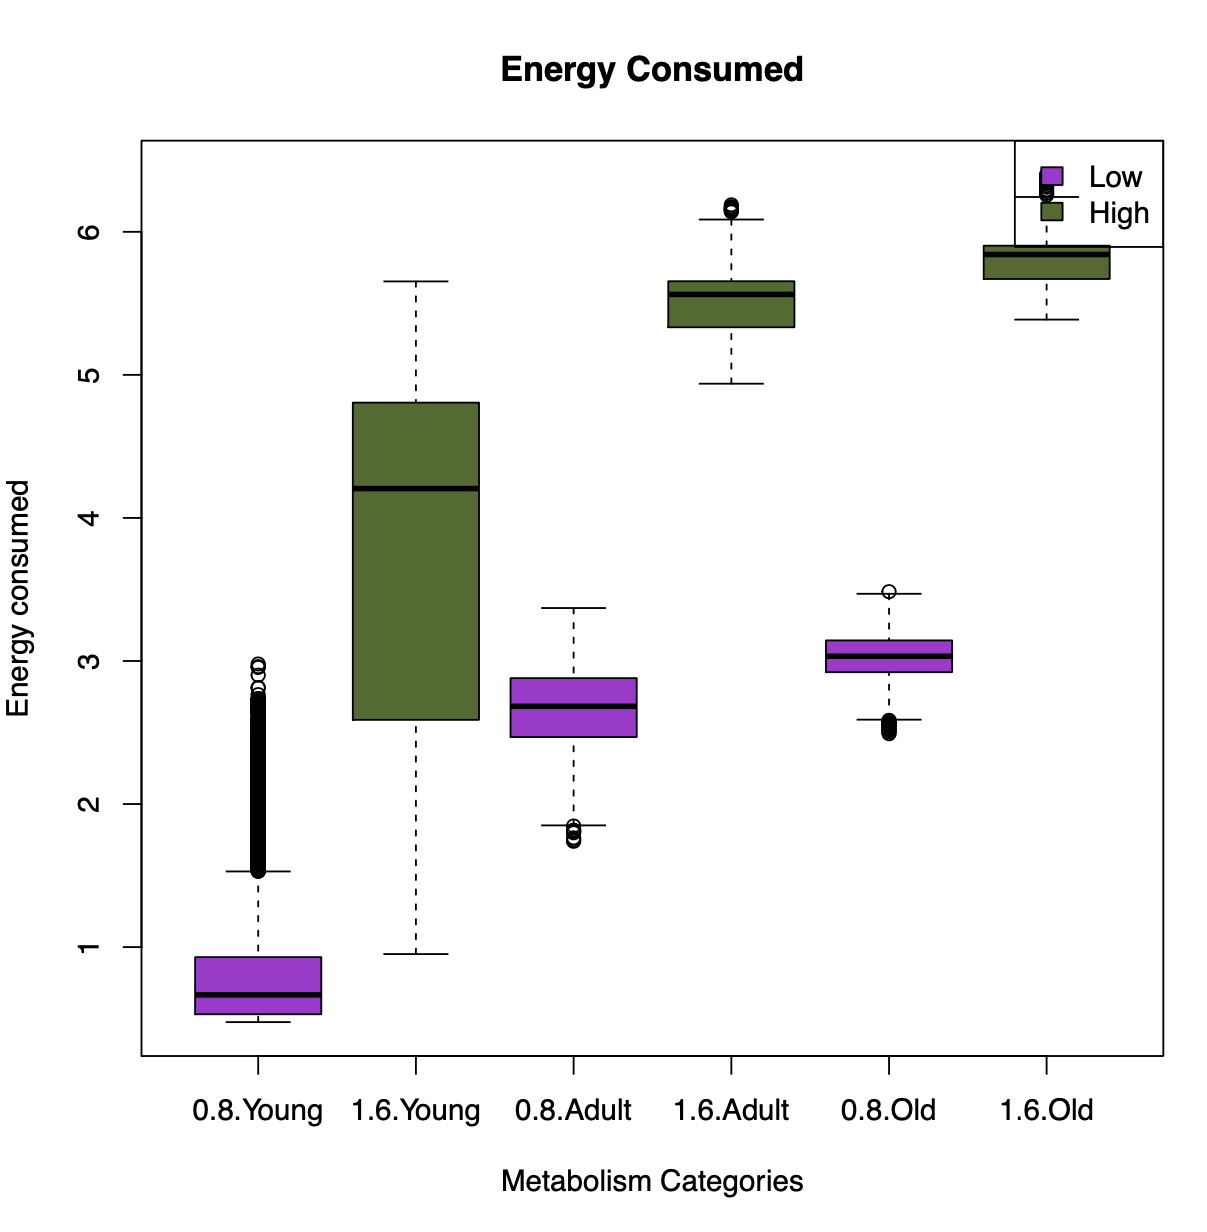 Energy Consumed
Low
High
6
5
4
3
2
1
Energy consumed
0.8.Young 1.6.Young 0.8.Adult 1.6.Adult 0.8.Old 1.6.Old
Metabolism Categories